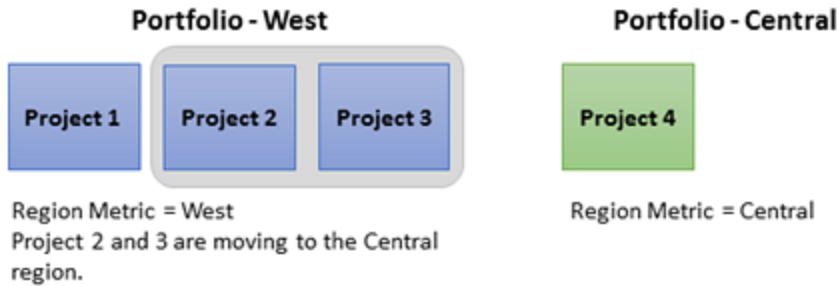 Portfolio - West
Portfolio - Central
Project 1
Project 2
Project 3
Project 4
Region Metric = West
Project 2 and 3 are moving to the Central
region.
Region Metric = Central